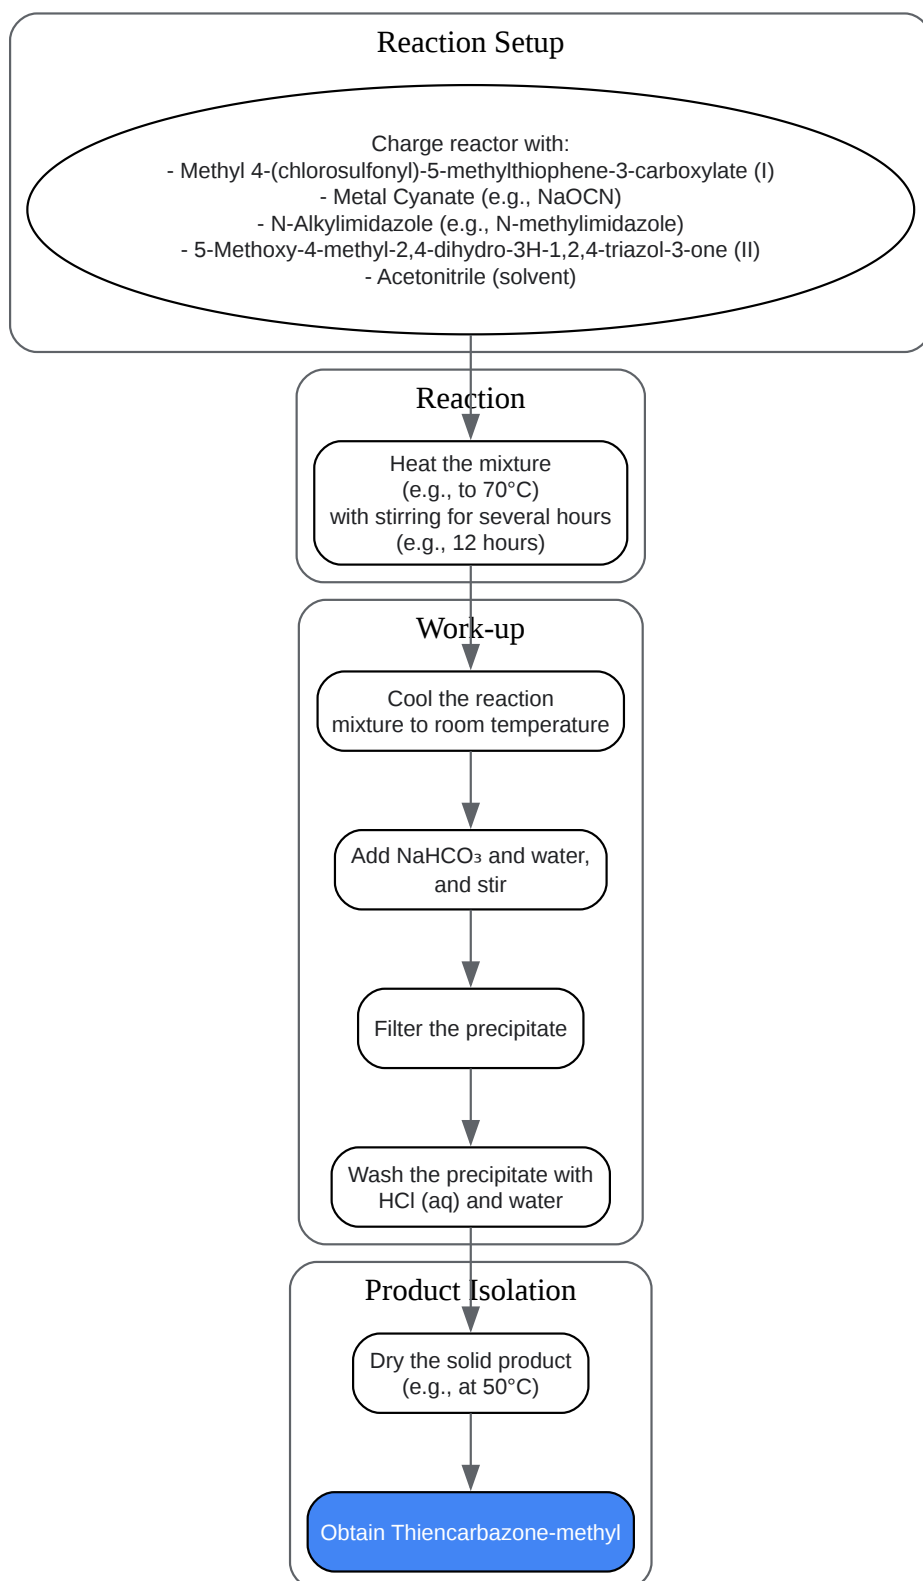 Reaction Setup
Charge reactor with:
- Methyl 4-(chlorosulfonyl)-5-methylthiophene-3-carboxylate (I)
- Metal Cyanate (e.g., NaOCN)
- N-Alkylimidazole (e.g., N-methylimidazole)
- 5-Methoxy-4-methyl-2,4-dihydro-3H-1,2,4-triazol-3-one (II)
- Acetonitrile (solvent)
Reaction
Heat the mixture
(e.g., to 70°C)
with stirring for several hours
(e.g., 12 hours)
Work-up
Cool the reaction
mixture to room temperature
Add NaHCO₃ and water,
and stir
Filter the precipitate
Wash the precipitate with
HCl (aq) and water
Product Isolation
Dry the solid product
(e.g., at 50°C)
Obtain Thiencarbazone-methyl